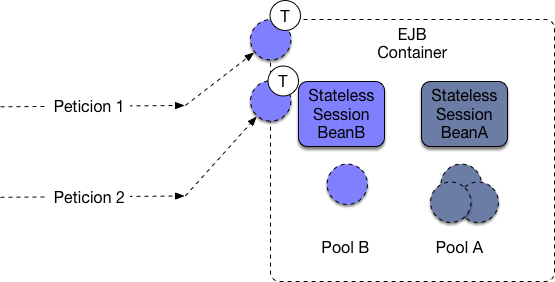 T
EJB
Container
T
Stateless
Session
BeanB
Stateless
Session
BeanA
Peticion 1
Peticion 2
Pool B
Pool A